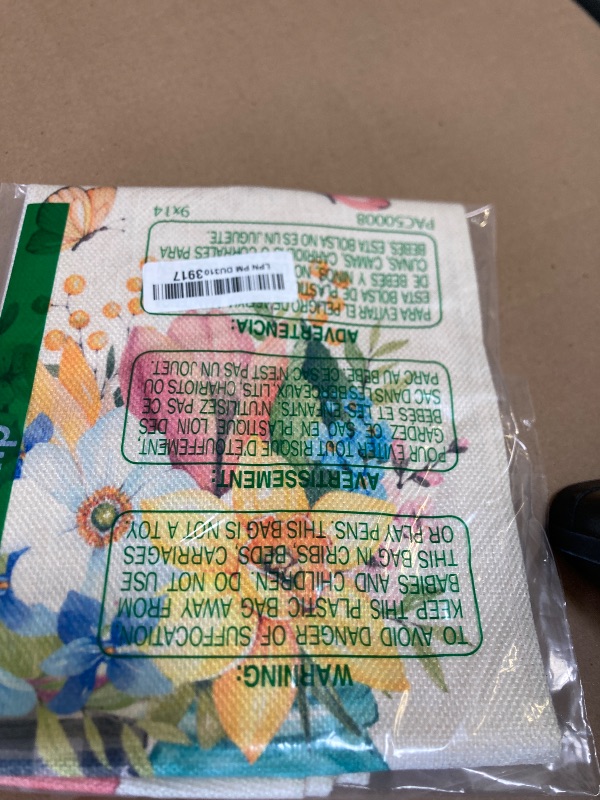 WARNING:
TO AVOID DANGER OF SUFFOCATION
KEEP THIS PLASTIC BAG AWAY FROM
BABIES AND CHILDREN. DO NOT USE
THIS BAG IN CRIBS, BEDS, CARRIAGES
OR PLAY PENS. THIS BAG IS NOT A TOY
AVERTISSEMENT:
POUR EVITER TOUT RISQUE D'ETOUFFEMENT,
GARDEZ CE SAC EN PLASTIQUE LOIN DES
BEBES ET DES ENFANTS. N'UTILISEZ PAS CE
SAC DANS LES BERCEAUX, LITS, CHARIOTS OU
PARC AU BEBE. CE SAC N'EST PAS UN JOUET.
ADVERTENCIA:
PARA EVITAR EL PELIGRO DE
ESTA BOLSA DE PLASTIC
DE BEBES Y NIÑOS. NO
CUNAS, CAMAS, CARRO O CORRALES PARA
BEBES. ESTA BOLSA NO ES UN JUGUETE
LPN PM DU3103917
PAC50008
9x14